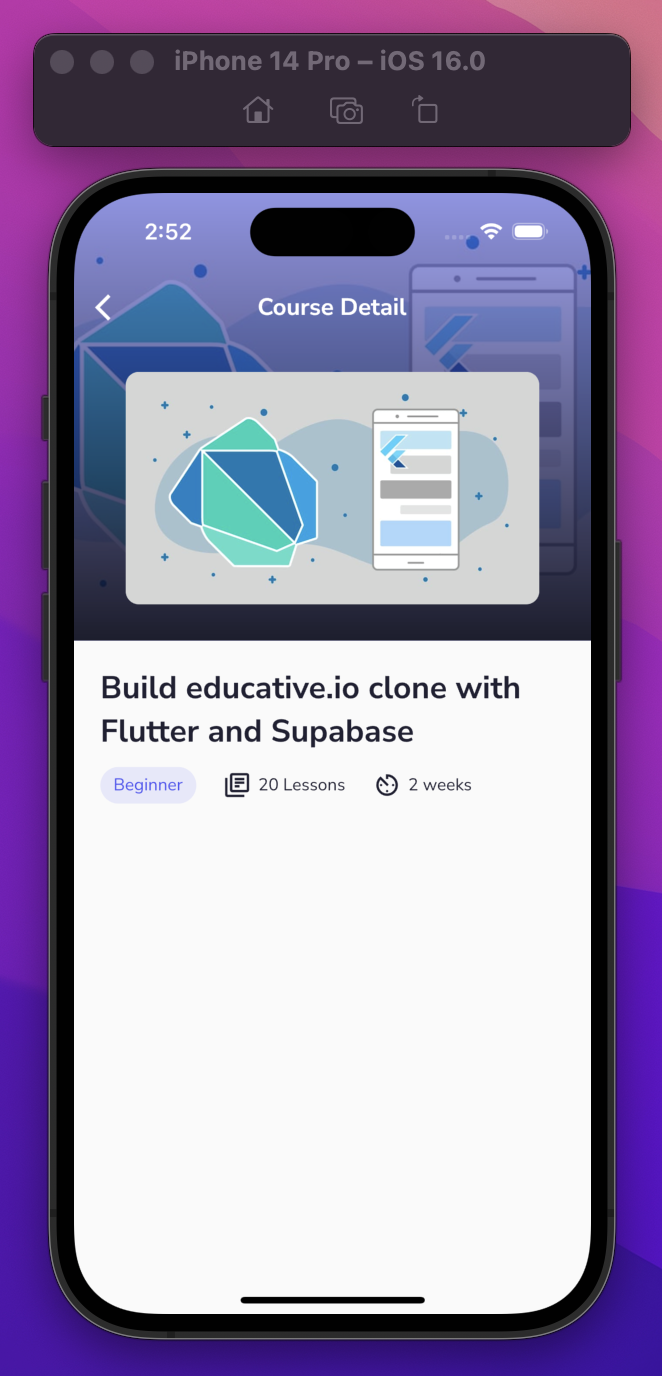 iPhone 14 Pro – iOS 16.0
2:52
Course Detail
Build educative.io clone with
Flutter and Supabase
Beginner
20 Lessons
2 weeks